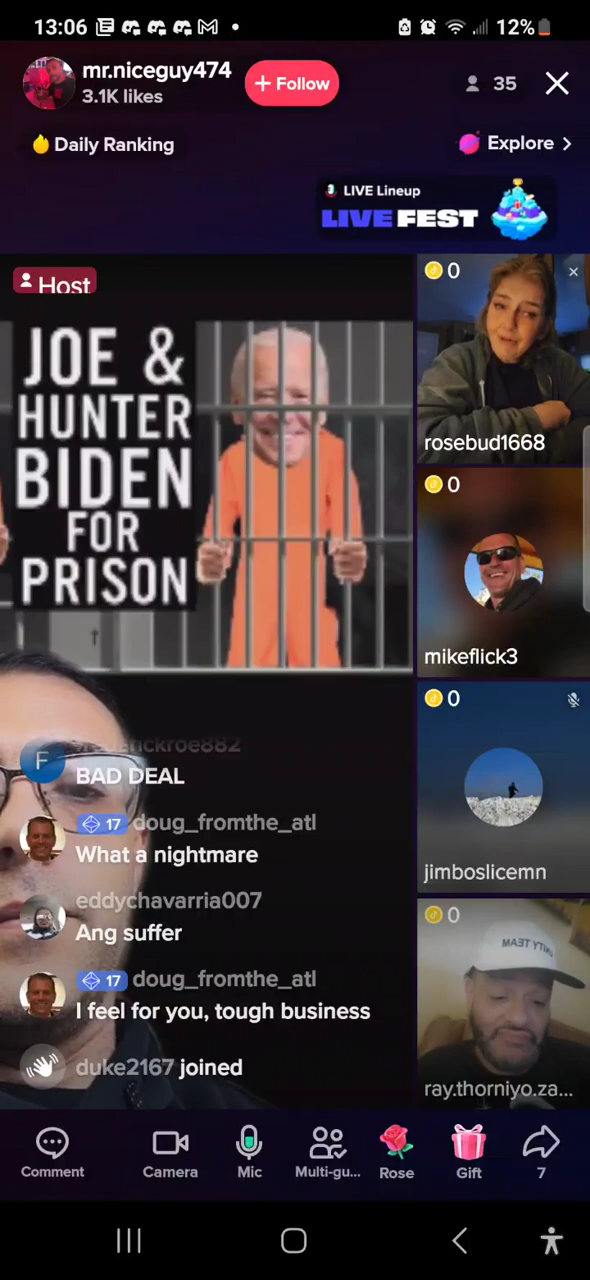 13:06
12%
mr.niceguy474
3.1K likes
+ Follow
35
Daily Ranking
Explore >
LIVE Lineup
LIVE FEST
Host
JOE &
HUNTER
BIDEN
FOR
PRISON
0
rosebud1668
0
mikeflick3
0
jimboslicemn
0
UNITY TEAM
ray.thorniyo.za...
F
BAD DEAL
17 doug_fromthe_atl
What a nightmare
eddychavarria007
Ang suffer
17 doug_fromthe_atl
I feel for you, tough business
duke2167 joined
Comment
Camera
Mic
Multi-gu...
Rose
Gift
7